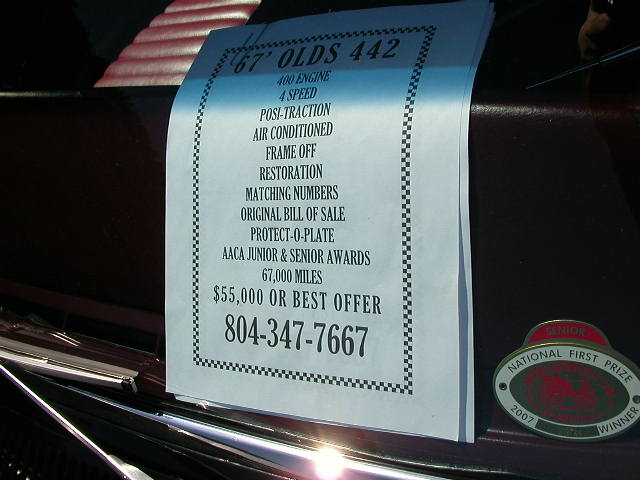 67' OLDS 442
400 ENGINE
4 SPEED
POSI-TRACTION
AIR CONDITIONED
FRAME OFF
RESTORATION
MATCHING NUMBERS
ORIGINAL BILL OF SALE
PROTECT-O-PLATE
AACA JUNIOR & SENIOR AWARDS
67,000 MILES
$55,000 OR BEST OFFER
804-347-7667
SENIOR
NATIONAL FIRST PRIZE
2007
WINNER